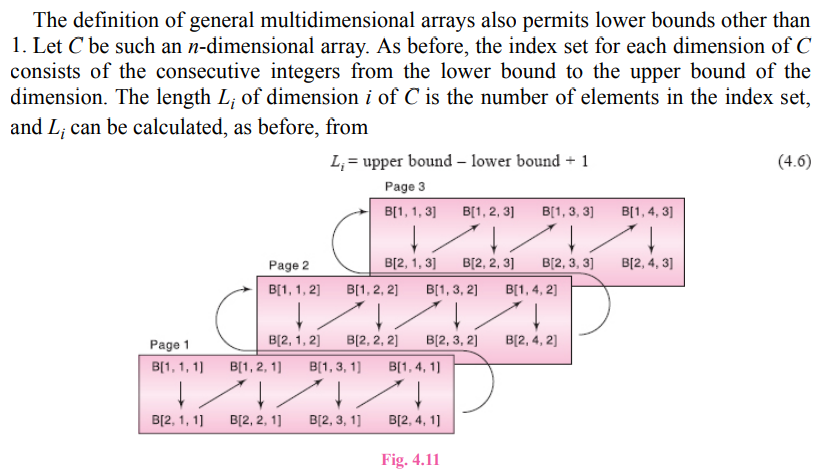 The definition of general multidimensional arrays also permits lower bounds other than
1. Let C be such an n-dimensional array. As before, the index set for each dimension of C
consists of the consecutive integers from the lower bound to the upper bound of the
dimension. The length Lᵢ of dimension i of C is the number of elements in the index set,
and Lᵢ can be calculated, as before, from
Lᵢ = upper bound – lower bound + 1 (4.6)
Page 3
B[1, 1, 3] B[1, 2, 3] B[1, 3, 3] B[1, 4, 3]
B[2, 1, 3] B[2, 2, 3] B[2, 3, 3] B[2, 4, 3]
Page 2
B[1, 1, 2] B[1, 2, 2] B[1, 3, 2] B[1, 4, 2]
B[2, 1, 2] B[2, 2, 2] B[2, 3, 2] B[2, 4, 2]
Page 1
B[1, 1, 1] B[1, 2, 1] B[1, 3, 1] B[1, 4, 1]
B[2, 1, 1] B[2, 2, 1] B[2, 3, 1] B[2, 4, 1]
Fig. 4.11